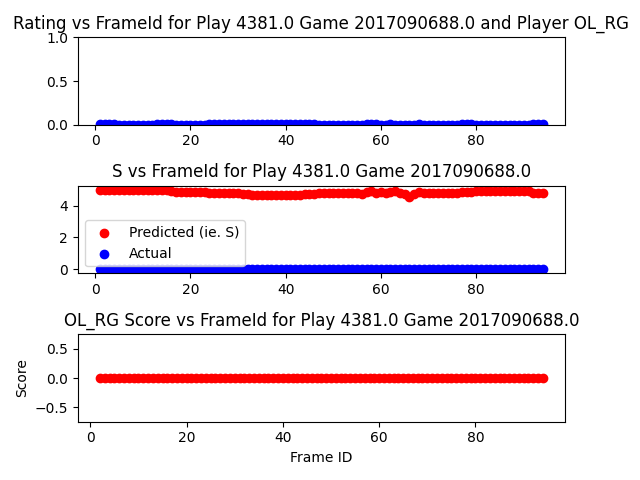 Rating vs FrameId for Play 4381.0 Game 2017090688.0 and Player OL_RG
1.0
0.5
0.0
0 20 40 60 80
S vs FrameId for Play 4381.0 Game 2017090688.0
4
2
0
Predicted (ie. S)
Actual
0 20 40 60 80
OL_RG Score vs FrameId for Play 4381.0 Game 2017090688.0
Score
0.5
0.0
−0.5
0 20 40 60 80
Frame ID